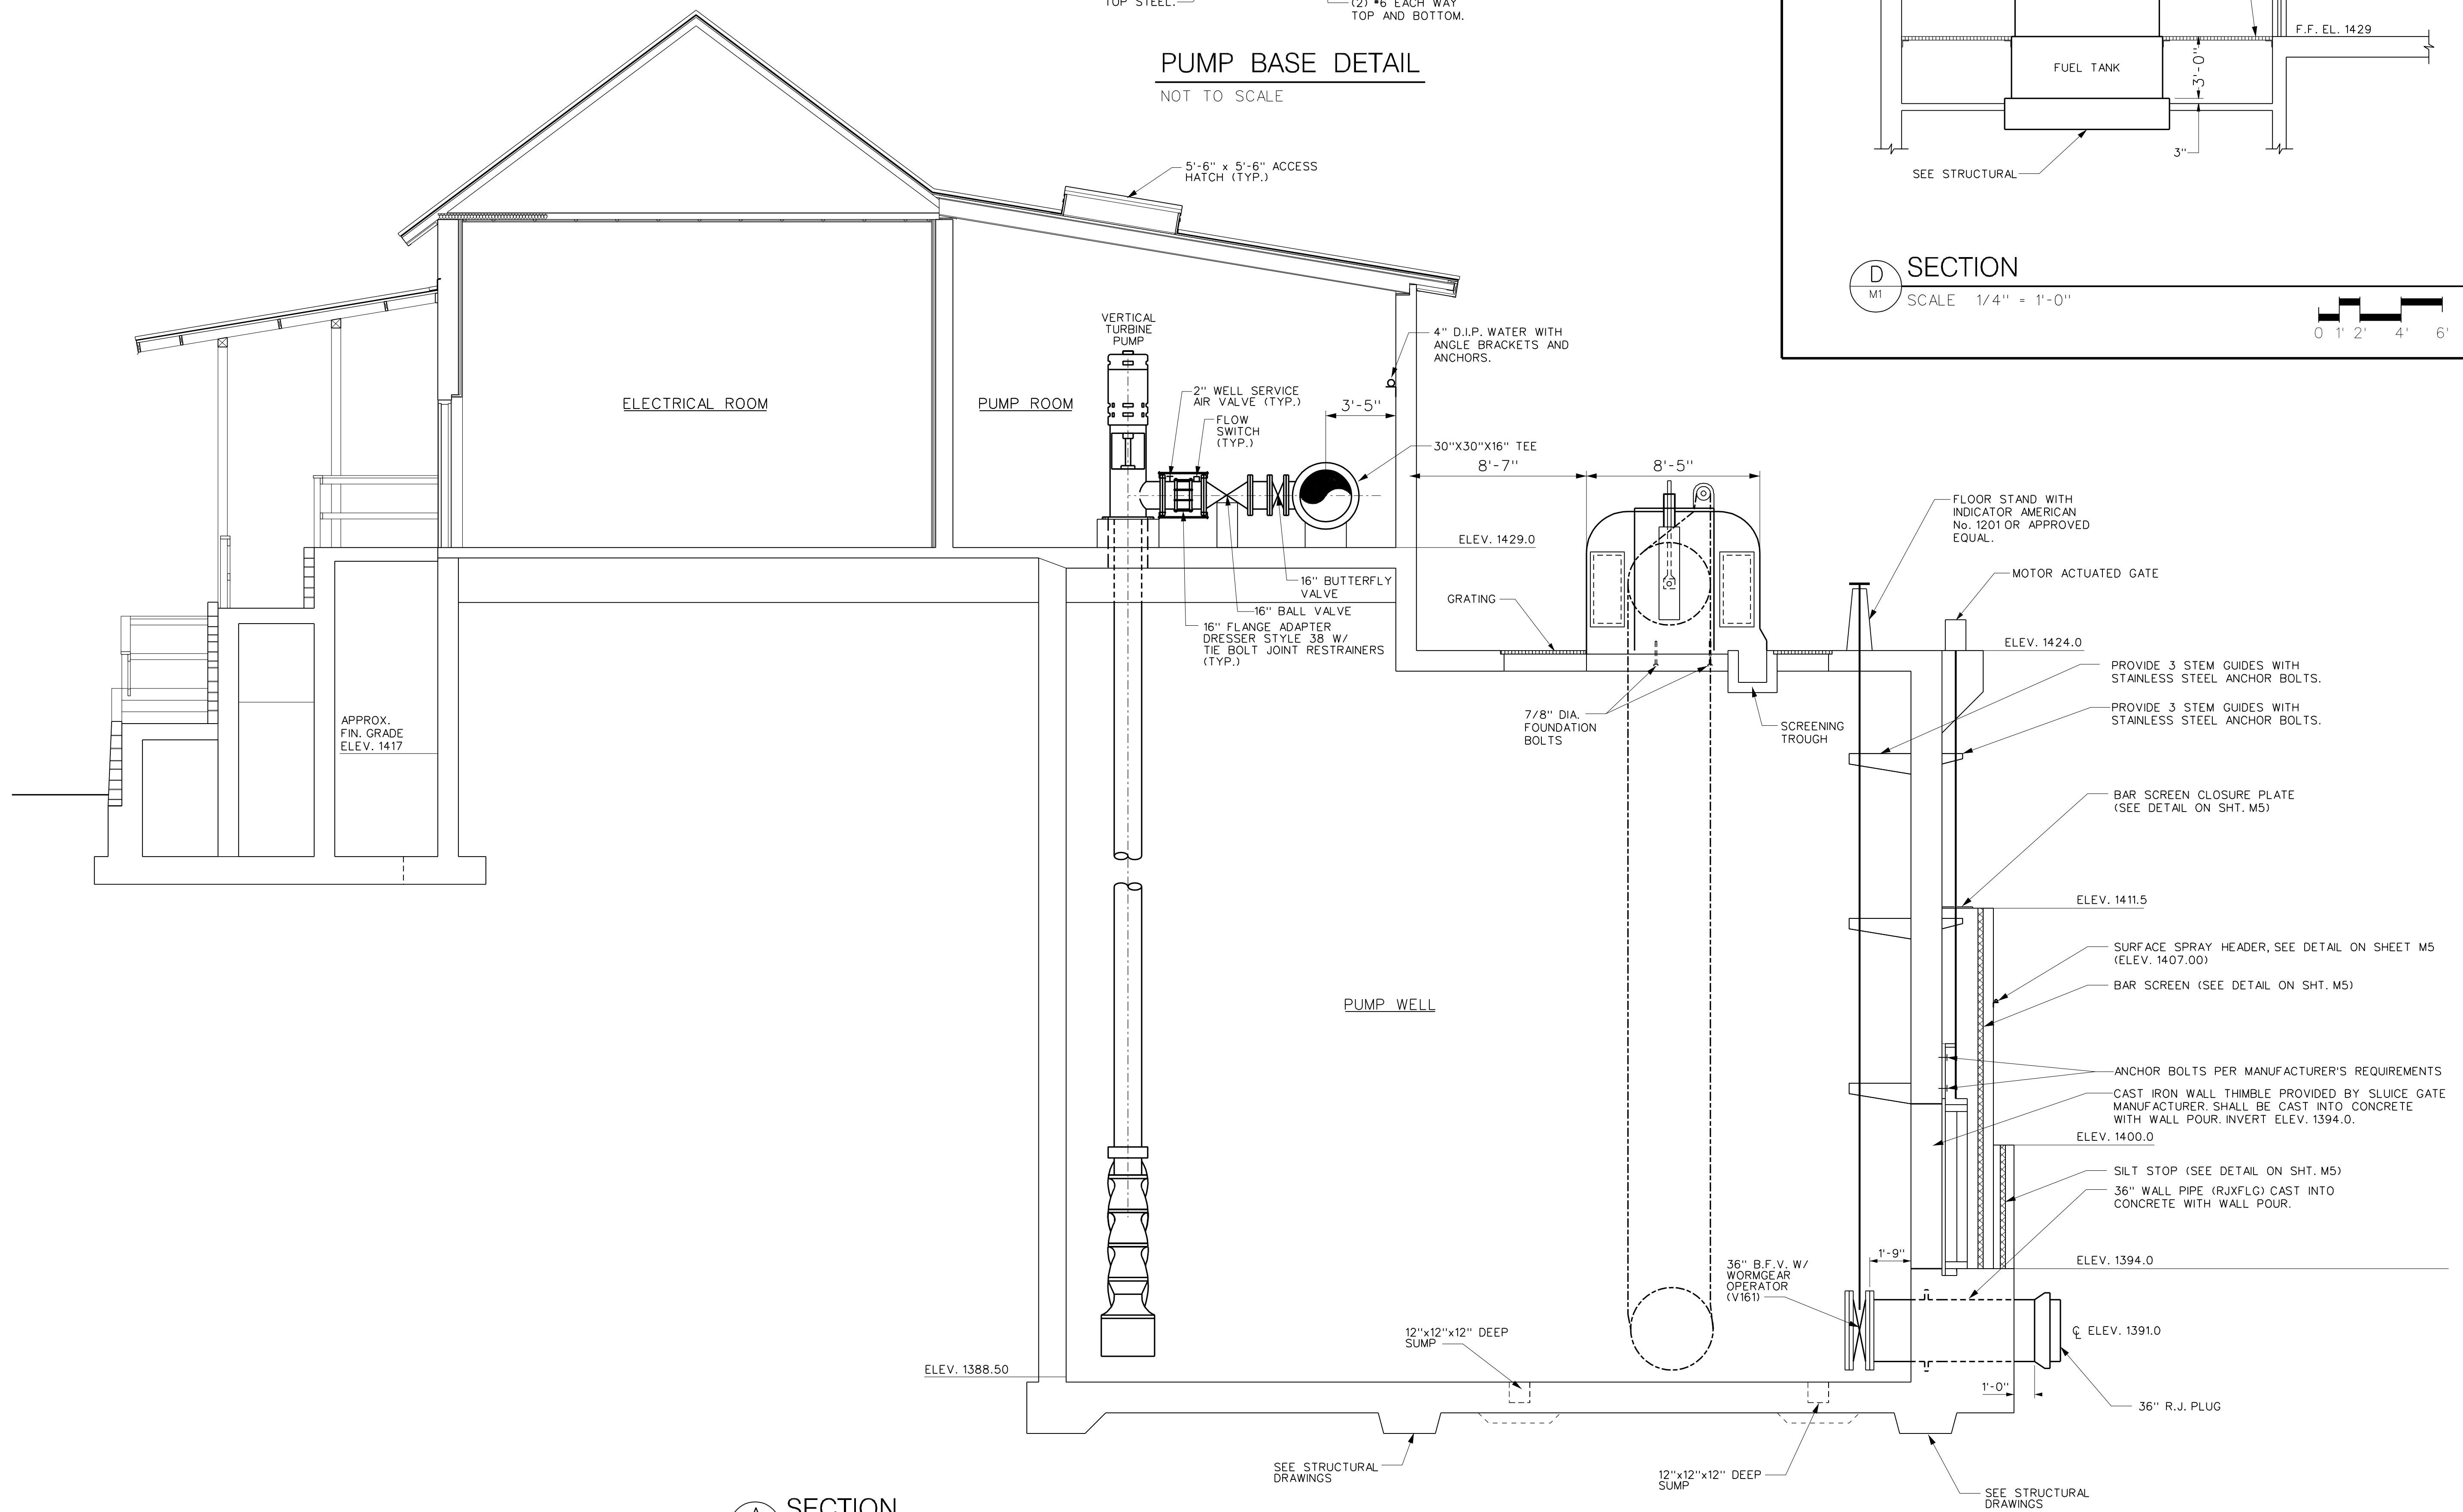 TOP STEEL.
(2) #6 EACH WAY
TOP AND BOTTOM.
PUMP BASE DETAIL
NOT TO SCALE
F.F. EL. 1429
FUEL TANK
3'-0"
3"
SEE STRUCTURAL
D
M1
SECTION
SCALE 1/4" = 1'-0"
0 1' 2' 4' 6'
5'-6" x 5'-6" ACCESS
HATCH (TYP.)
VERTICAL
TURBINE
PUMP
4" D.I.P. WATER WITH
ANGLE BRACKETS AND
ANCHORS.
ELECTRICAL ROOM
PUMP ROOM
2" WELL SERVICE
AIR VALVE (TYP.)
FLOW
SWITCH
(TYP.)
3'-5"
30"X30"X16" TEE
8'-7"
8'-5"
FLOOR STAND WITH
INDICATOR AMERICAN
No. 1201 OR APPROVED
EQUAL.
ELEV. 1429.0
MOTOR ACTUATED GATE
16" BUTTERFLY
VALVE
16" BALL VALVE
16" FLANGE ADAPTER
DRESSER STYLE 38 W/
TIE BOLT JOINT RESTRAINERS
(TYP.)
GRATING
ELEV. 1424.0
PROVIDE 3 STEM GUIDES WITH
STAINLESS STEEL ANCHOR BOLTS.
PROVIDE 3 STEM GUIDES WITH
STAINLESS STEEL ANCHOR BOLTS.
7/8" DIA.
FOUNDATION
BOLTS
SCREENING
TROUGH
APPROX.
FIN. GRADE
ELEV. 1417
BAR SCREEN CLOSURE PLATE
(SEE DETAIL ON SHT. M5)
ELEV. 1411.5
SURFACE SPRAY HEADER, SEE DETAIL ON SHEET M5
(ELEV. 1407.00)
BAR SCREEN (SEE DETAIL ON SHT. M5)
PUMP WELL
ANCHOR BOLTS PER MANUFACTURER'S REQUIREMENTS
CAST IRON WALL THIMBLE PROVIDED BY SLUICE GATE
MANUFACTURER. SHALL BE CAST INTO CONCRETE
WITH WALL POUR. INVERT ELEV. 1394.0.
ELEV. 1400.0
SILT STOP (SEE DETAIL ON SHT. M5)
36" WALL PIPE (RJXFLG) CAST INTO
CONCRETE WITH WALL POUR.
1'-9"
ELEV. 1394.0
36" B.F.V. W/
WORMGEAR
OPERATOR
(V161)
12"x12"x12" DEEP
SUMP
℄ ELEV. 1391.0
ELEV. 1388.50
1'-0"
36" R.J. PLUG
SEE STRUCTURAL
DRAWINGS
12"x12"x12" DEEP
SUMP
SEE STRUCTURAL
DRAWINGS
A
SECTION